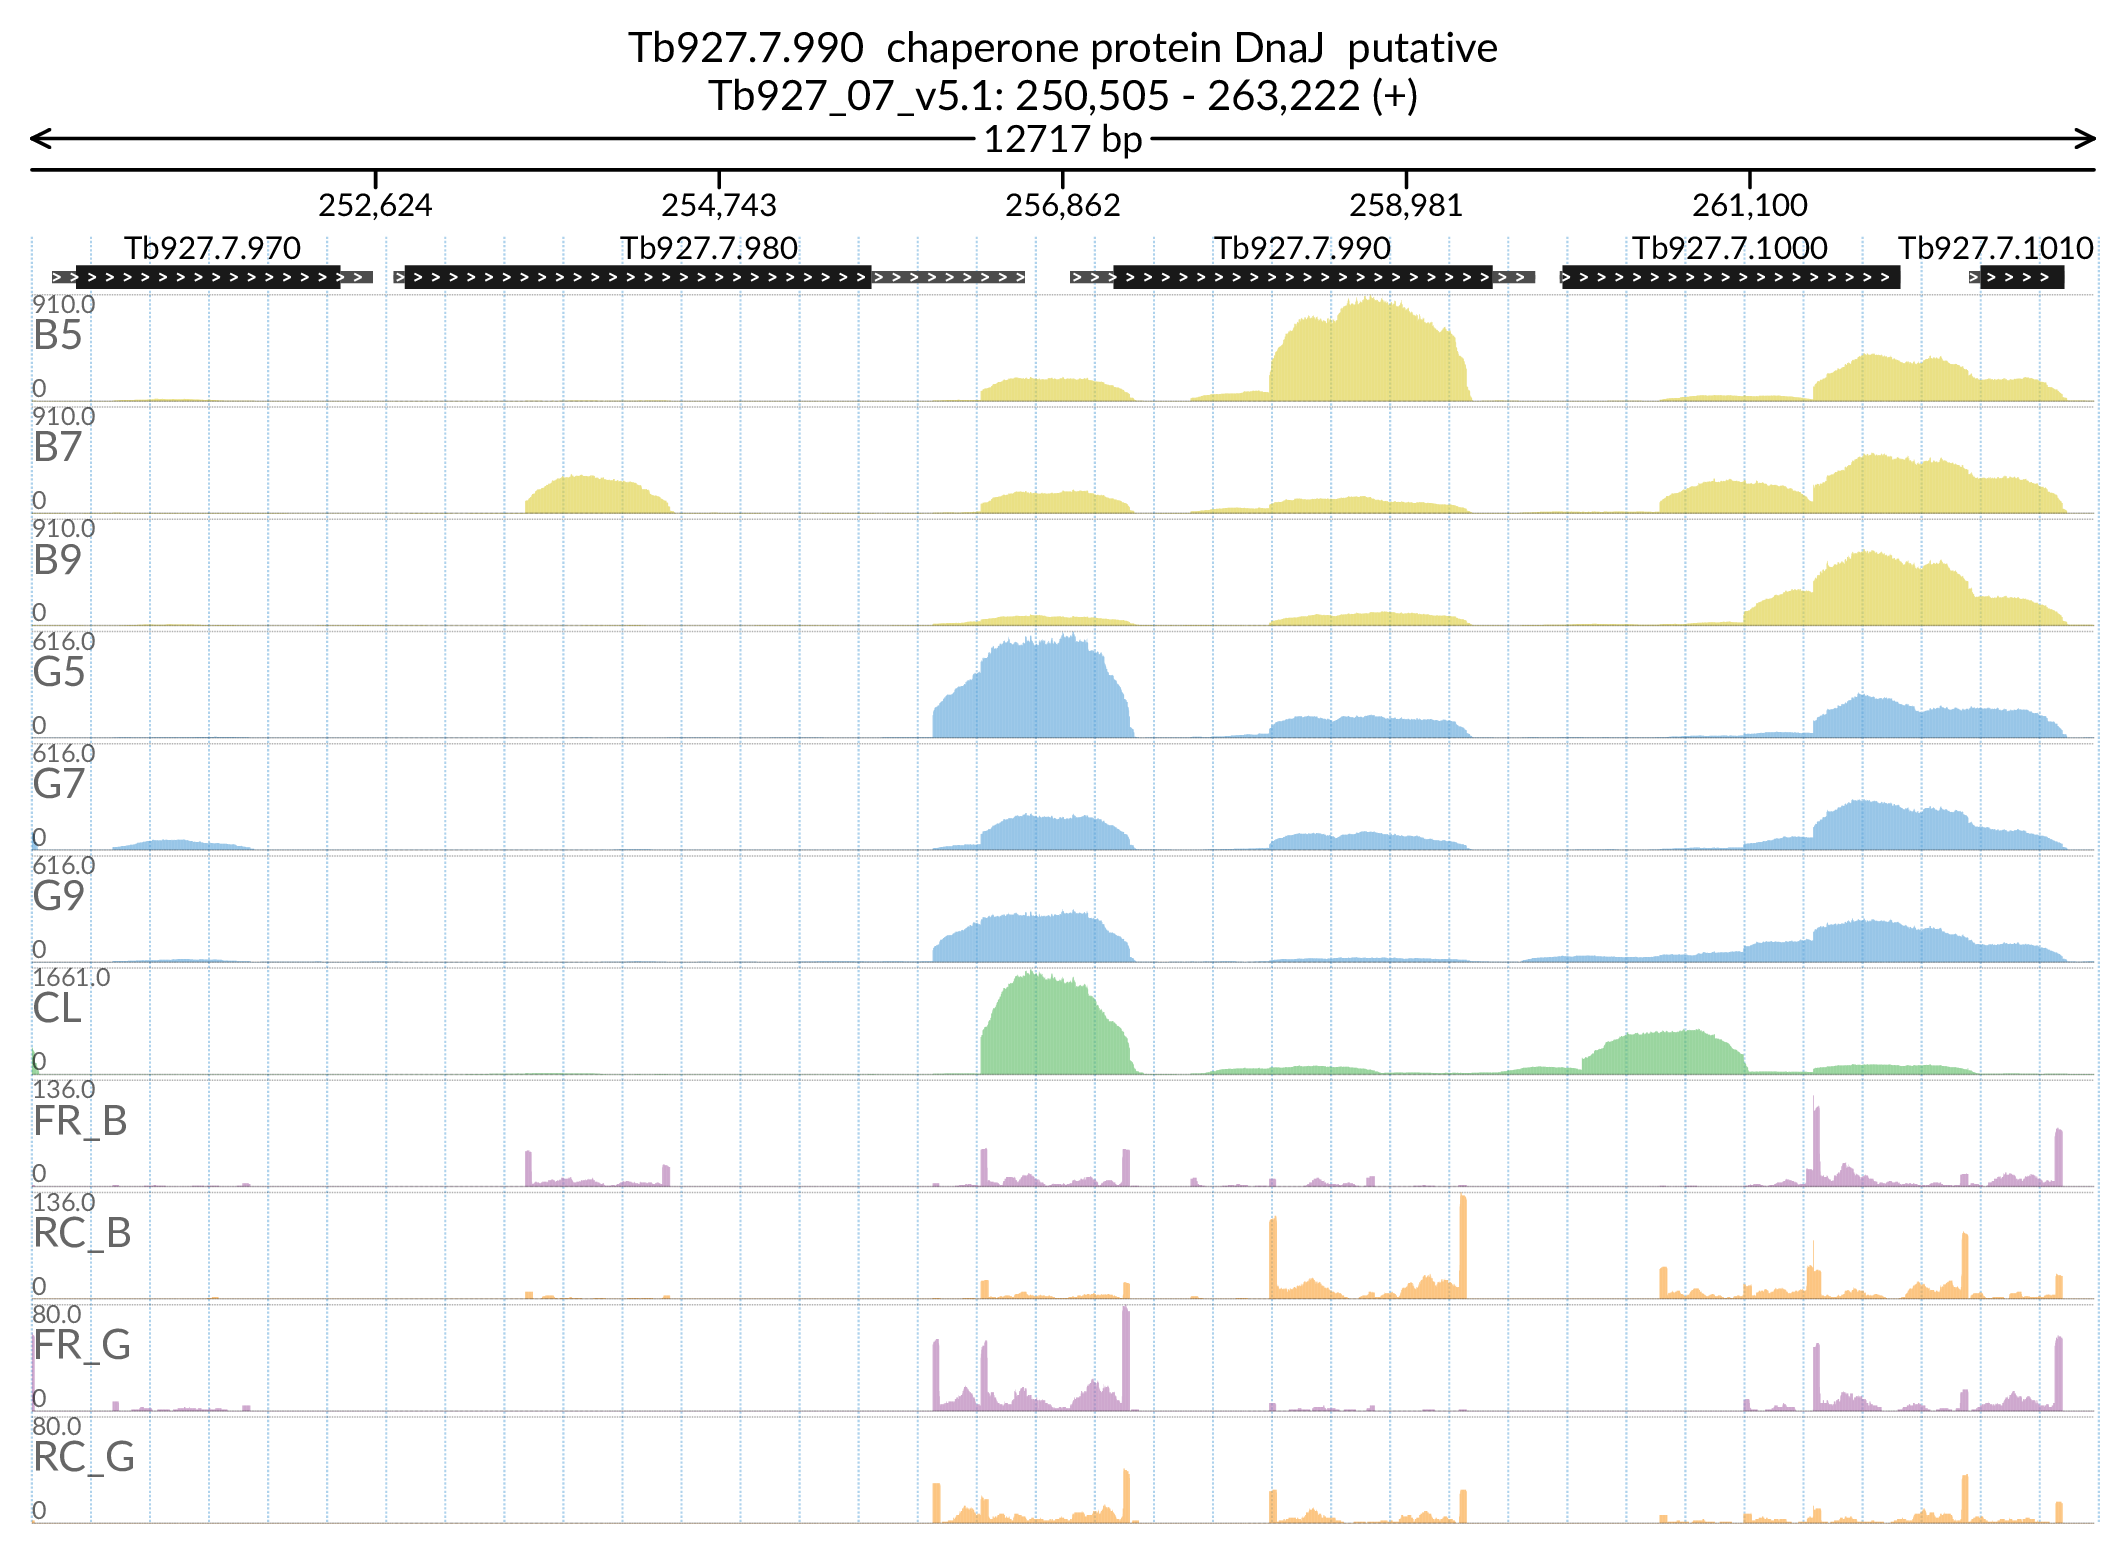 Tb927.7.990  chaperone protein DnaJ  putative
Tb927_07_v5.1: 250,505 - 263,222 (+)
12717 bp
252,624 254,743 256,862 258,981 261,100
Tb927.7.970 Tb927.7.980 Tb927.7.990 Tb927.7.1000 Tb927.7.1010
910.0
B5
0
910.0
B7
0
910.0
B9
0
616.0
G5
0
616.0
G7
0
616.0
G9
0
1661.0
CL
0
136.0
FR_B
0
136.0
RC_B
0
80.0
FR_G
0
80.0
RC_G
0